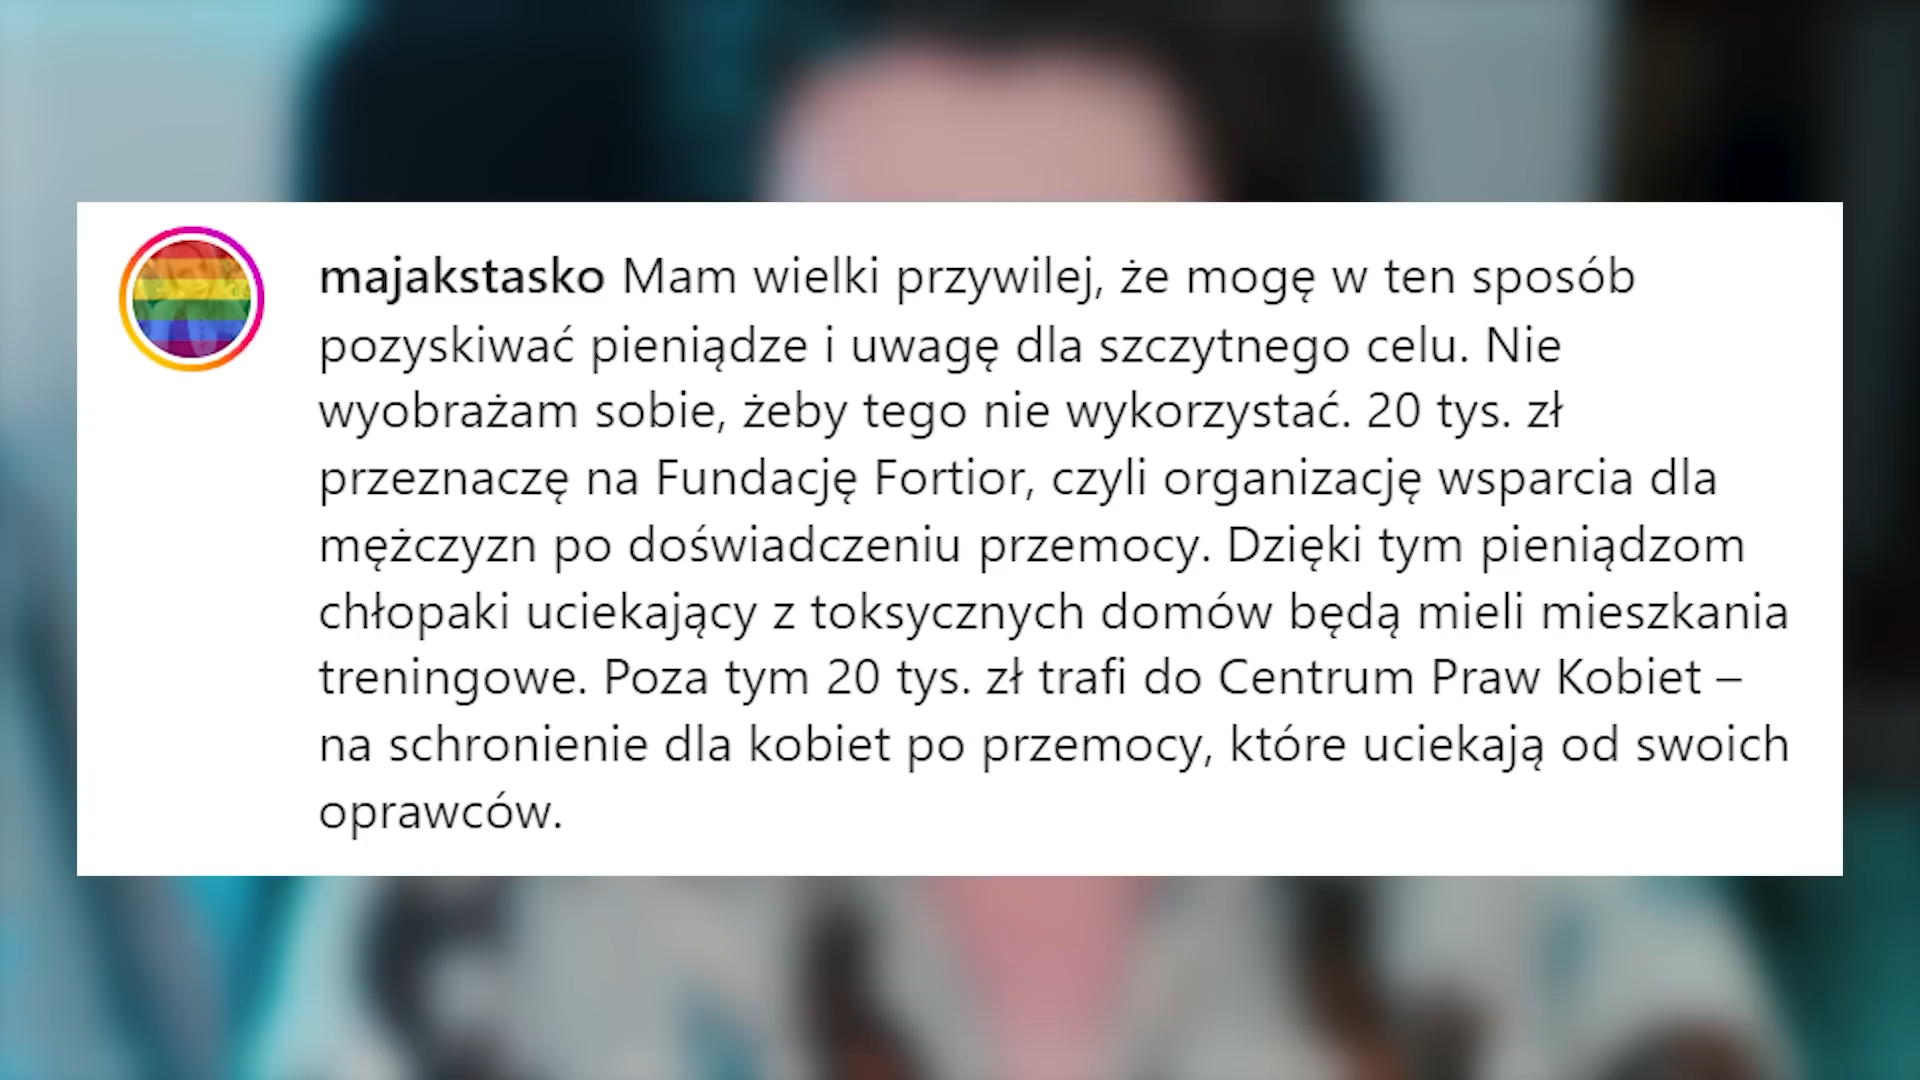 majakstasko Mam wielki przywilej, że mogę w ten sposób
pozyskiwać pieniądze i uwagę dla szczytnego celu. Nie
wyobrażam sobie, żeby tego nie wykorzystać. 20 tys. zł
przeznaczę na Fundację Fortior, czyli organizację wsparcia dla
mężczyzn po doświadczeniu przemocy. Dzięki tym pieniądzom
chłopaki uciekający z toksycznych domów będą mieli mieszkania
treningowe. Poza tym 20 tys. zł trafi do Centrum Praw Kobiet –
na schronienie dla kobiet po przemocy, które uciekają od swoich
oprawców.